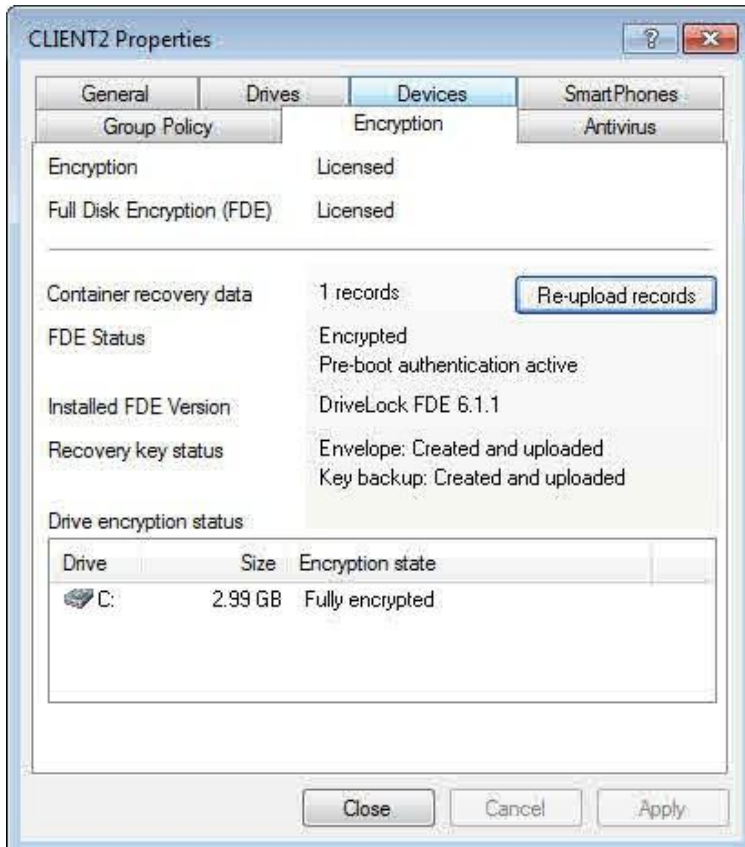 CLIENT2 Properties
General Drives Devices SmartPhones
Group Policy Encryption Antivirus
Encryption Licensed
Full Disk Encryption (FDE) Licensed
Container recovery data 1 records Re-upload records
FDE Status Encrypted
Pre-boot authentication active
Installed FDE Version DriveLock FDE 6.1.1
Recovery key status Envelope: Created and uploaded
Key backup: Created and uploaded
Drive encryption status
Drive Size Encryption state
C: 2.99 GB Fully encrypted
Close Cancel Apply